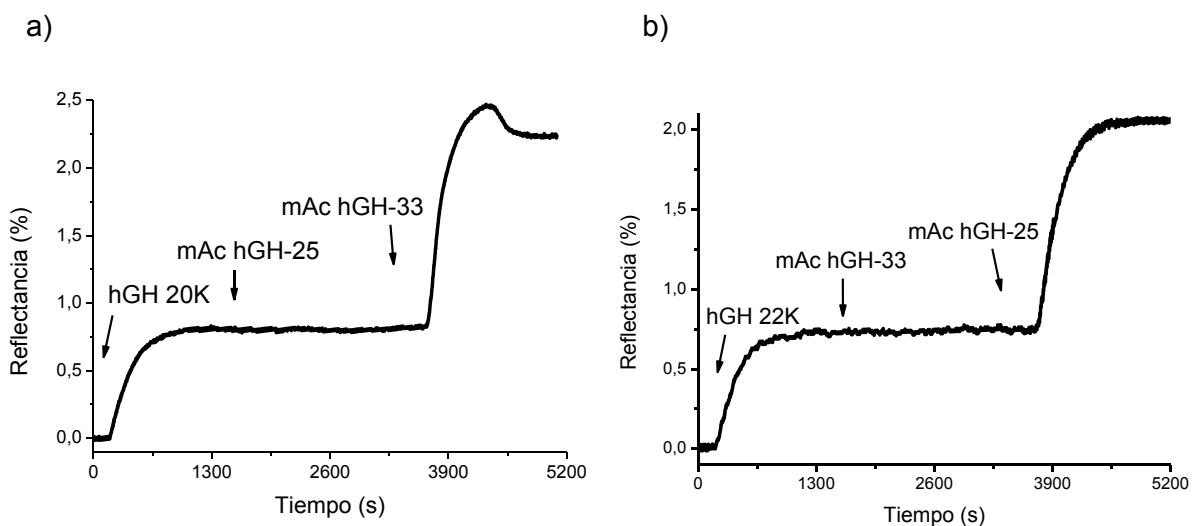 a)
2,5
2,0
1,5
1,0
0,5
0,0
Reflectancia (%)
hGH 20K
mAc hGH-25
mAc hGH-33
0 1300 2600 3900 5200
Tiempo (s)
b)
2,0
1,5
1,0
0,5
0,0
Reflectancia (%)
hGH 22K
mAc hGH-33
mAc hGH-25
0 1300 2600 3900 5200
Tiempo (s)